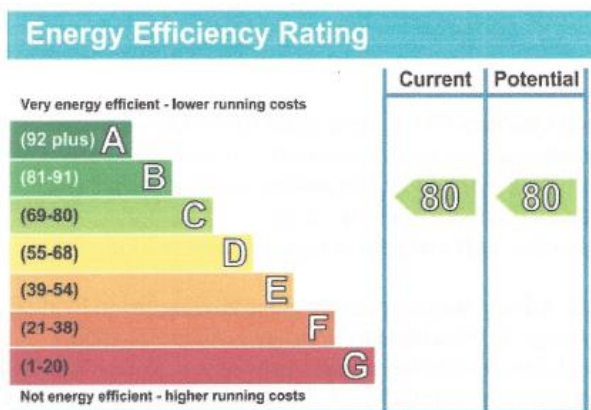 Energy Efficiency Rating
Current Potential
Very energy efficient - lower running costs
(92 plus) A
(81-91) B
(69-80) C
80 80
(55-68) D
(39-54) E
(21-38) F
(1-20) G
Not energy efficient - higher running costs